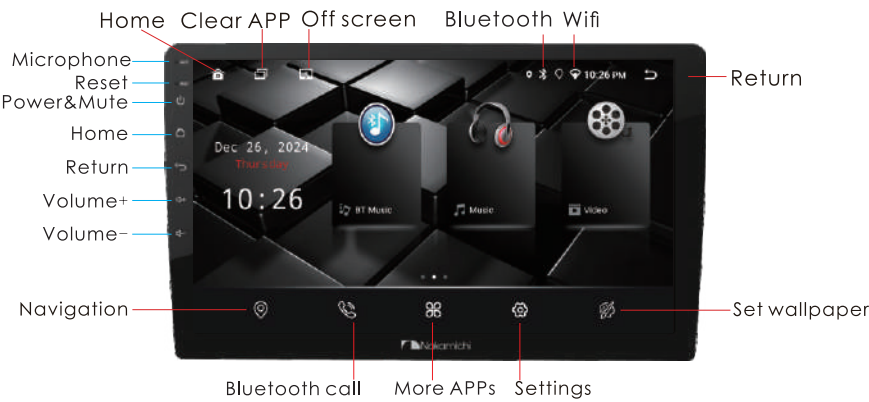 Home Clear APP Off screen Bluetooth Wifi
Microphone
Reset
Power&Mute
Home
Return
Volume+
Volume-
10:26 PM
Return
Dec 26, 2024
Thursday
10:26
BT Music
Music
Video
Navigation
Set wallpaper
Nakamichi
Bluetooth call More APPs Settings